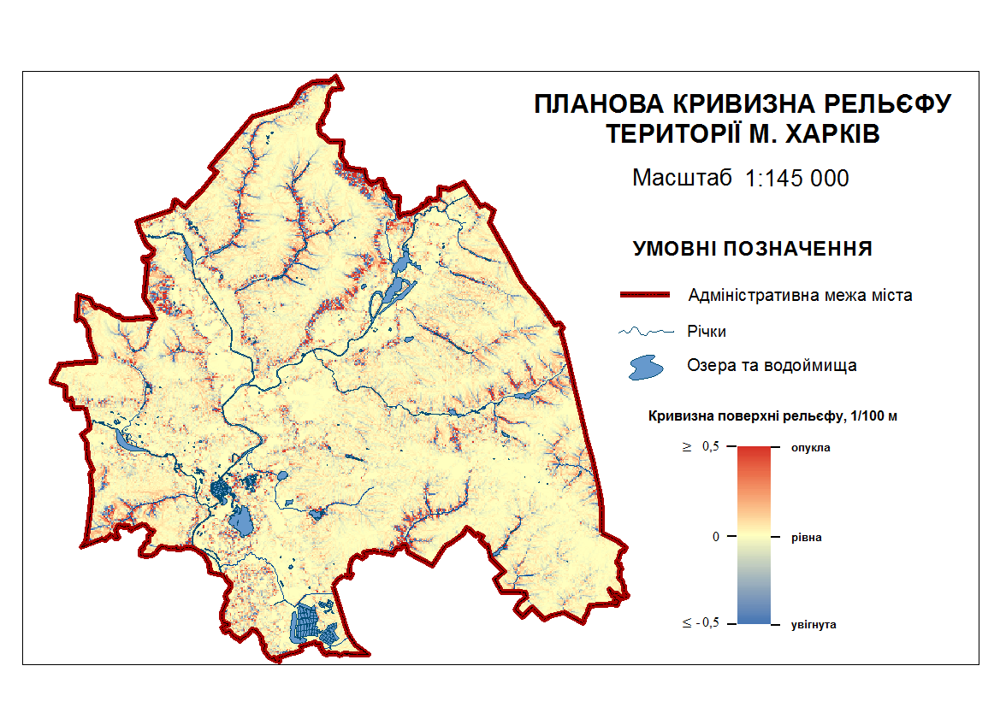 ПЛАНОВА КРИВИЗНА РЕЛЬЄФУ
ТЕРИТОРІЇ М. ХАРКІВ
Масштаб 1:145 000
УМОВНІ ПОЗНАЧЕННЯ
Адміністративна межа міста
Річки
Озера та водоймища
Кривизна поверхні рельєфу, 1/100 м
≥ 0,5 опукла
0 рівна
≤ -0,5 увігнута